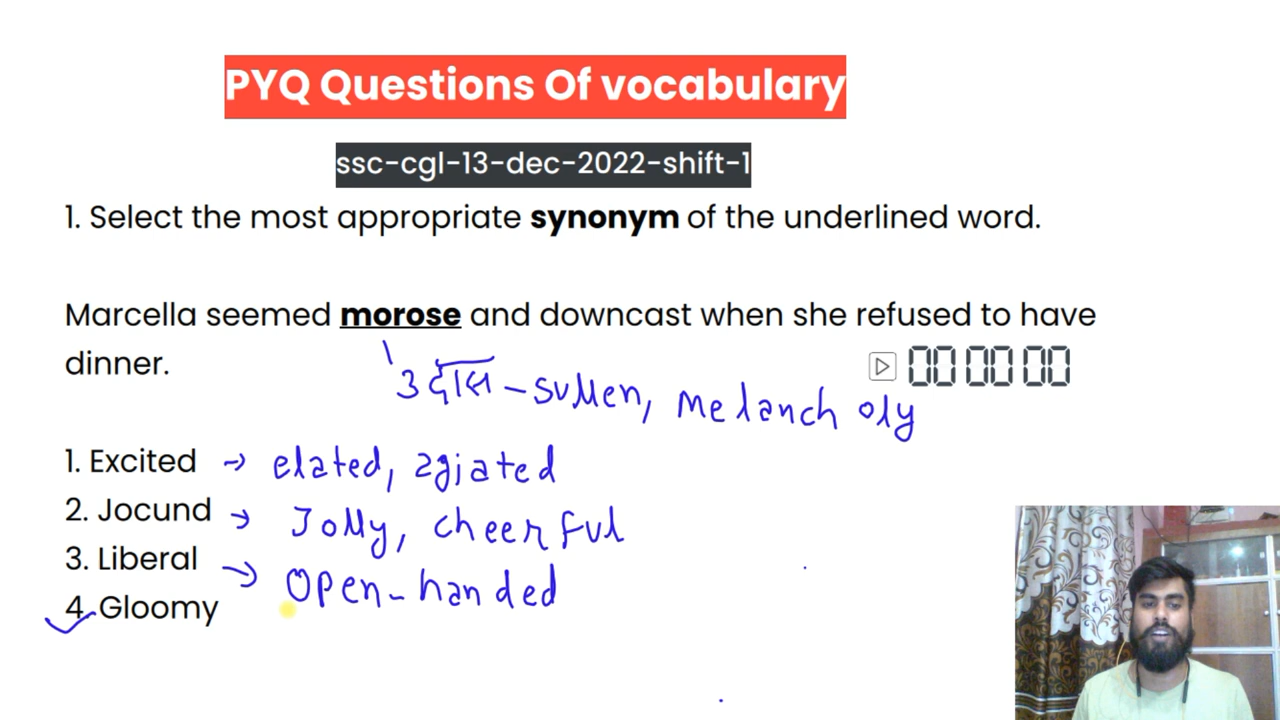 PYQ Questions Of vocabulary
ssc-cgl-13-dec-2022-shift-1
1. Select the most appropriate synonym of the underlined word.
Marcella seemed morose and downcast when she refused to have
dinner.
00 00 00
उदास - sullen, Melancholy
1. Excited → elated, agiated
2. Jocund → Jolly, cheerful
3. Liberal → Open-handed
4. Gloomy